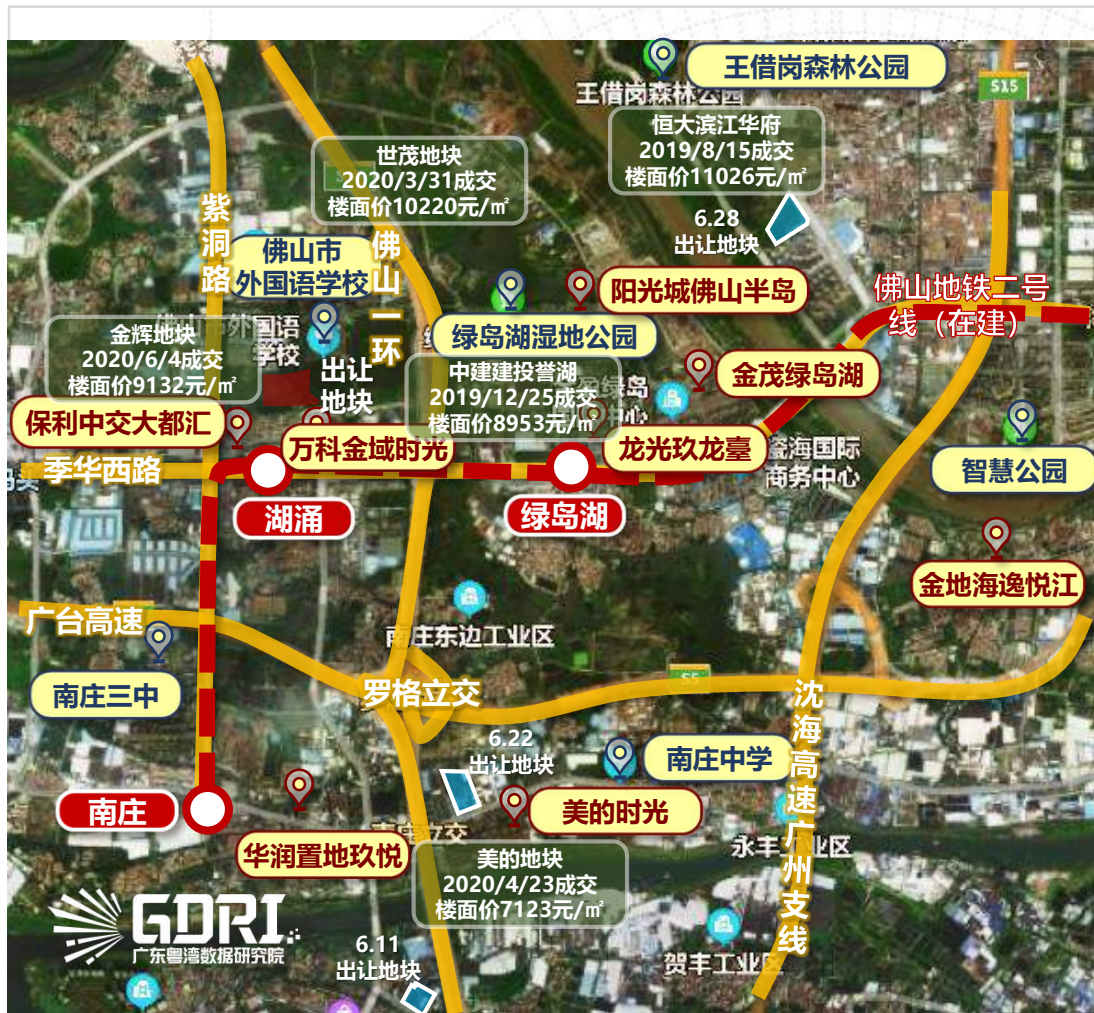 王借岗森林公园
王借岗森林公园
S15
恒大滨江华府
2019/8/15成交
楼面价11026元/㎡
世茂地块
2020/3/31成交
楼面价10220元/㎡
紫洞路
6.28
出让地块
佛山一环
佛山市
外国语学校
阳光城佛山半岛
佛山地铁二号
线（在建）
绿岛湖湿地公园
金辉地块
2020/6/4成交
楼面价9132元/㎡
学校
出让
地块
中建建投誉湖
2019/12/25成交
楼面价8953元/㎡
金茂绿岛湖
保利中交大都汇
万科金域时光
龙光玖龙臺
智慧公园
季华西路
国际
商务中心
湖涌
绿岛湖
金地海逸悦江
广台高速
南庄东边工业区
南庄三中
罗格立交
S5
沈海高速广州支线
6.22
出让地块
南庄中学
南庄
美的时光
永丰工业区
华润置地玖悦
美的地块
2020/4/23成交
楼面价7123元/㎡
GDRI
广东粤湾数据研究院
6.11
出让地块
贺丰工业区